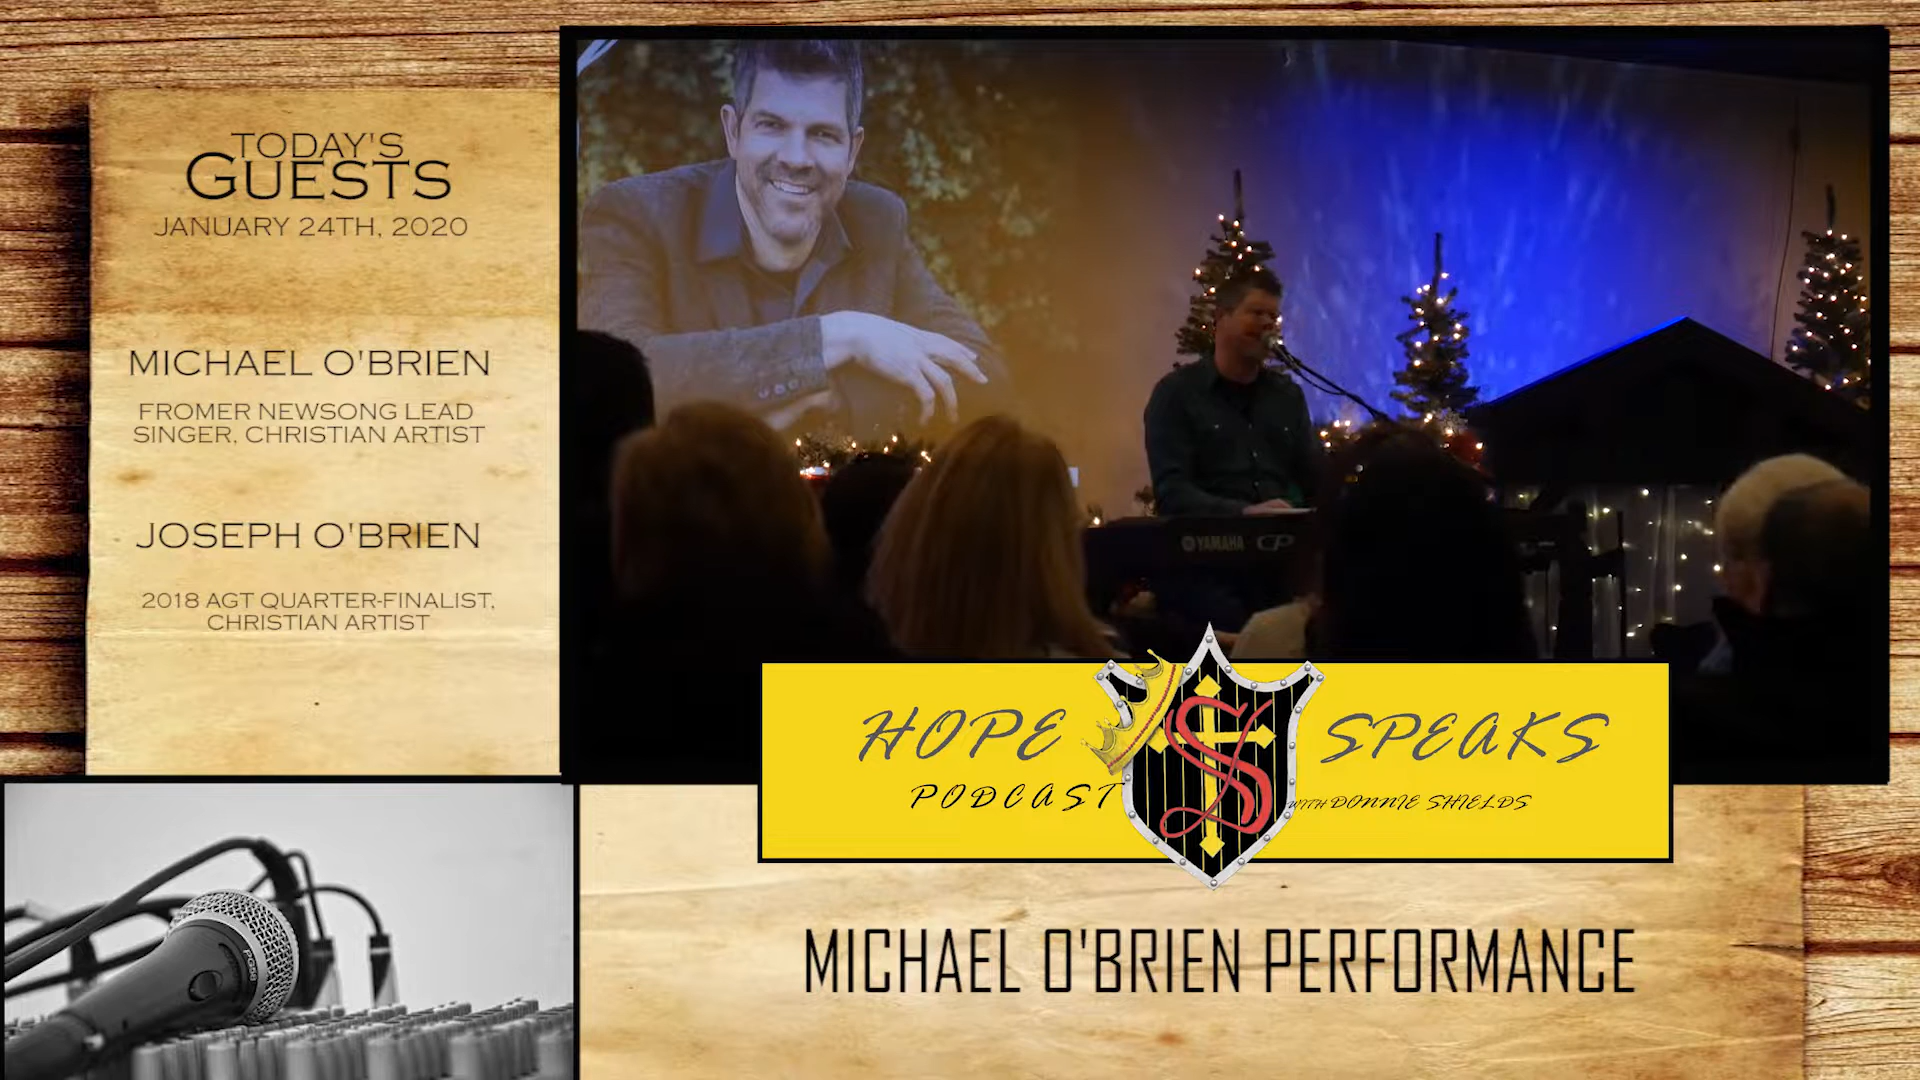 TODAY'S
GUESTS
JANUARY 24TH, 2020
MICHAEL O'BRIEN
FROMER NEWSONG LEAD
SINGER, CHRISTIAN ARTIST
JOSEPH O'BRIEN
2018 AGT QUARTER-FINALIST,
CHRISTIAN ARTIST
YAMAHA CP
HOPE SPEAKS
PODCAST WITH DONNIE SHIELDS
S
PG58
MICHAEL O'BRIEN PERFORMANCE